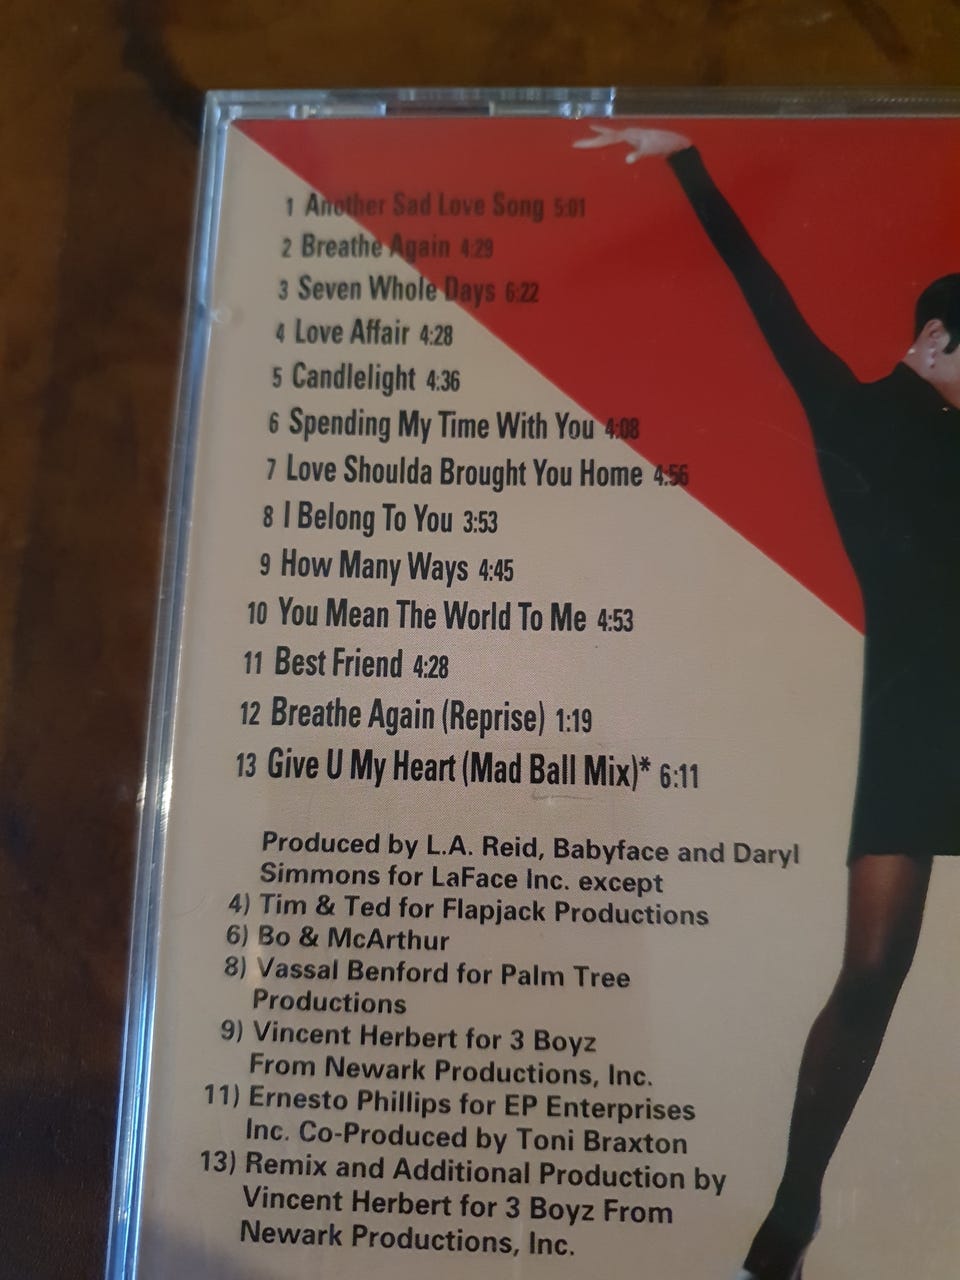 1 Another Sad Love Song 5:01
2 Breathe Again 4:29
3 Seven Whole Days 6:22
4 Love Affair 4:28
5 Candlelight 4:36
6 Spending My Time With You 4:08
7 Love Shoulda Brought You Home 4:56
8 I Belong To You 3:53
9 How Many Ways 4:45
10 You Mean The World To Me 4:53
11 Best Friend 4:28
12 Breathe Again (Reprise) 1:19
13 Give U My Heart (Mad Ball Mix)* 6:11
Produced by L.A. Reid, Babyface and Daryl
Simmons for LaFace Inc. except
4) Tim & Ted for Flapjack Productions
6) Bo & McArthur
8) Vassal Benford for Palm Tree
Productions
9) Vincent Herbert for 3 Boyz
From Newark Productions, Inc.
11) Ernesto Phillips for EP Enterprises
Inc. Co-Produced by Toni Braxton
13) Remix and Additional Production by
Vincent Herbert for 3 Boyz From
Newark Productions, Inc.